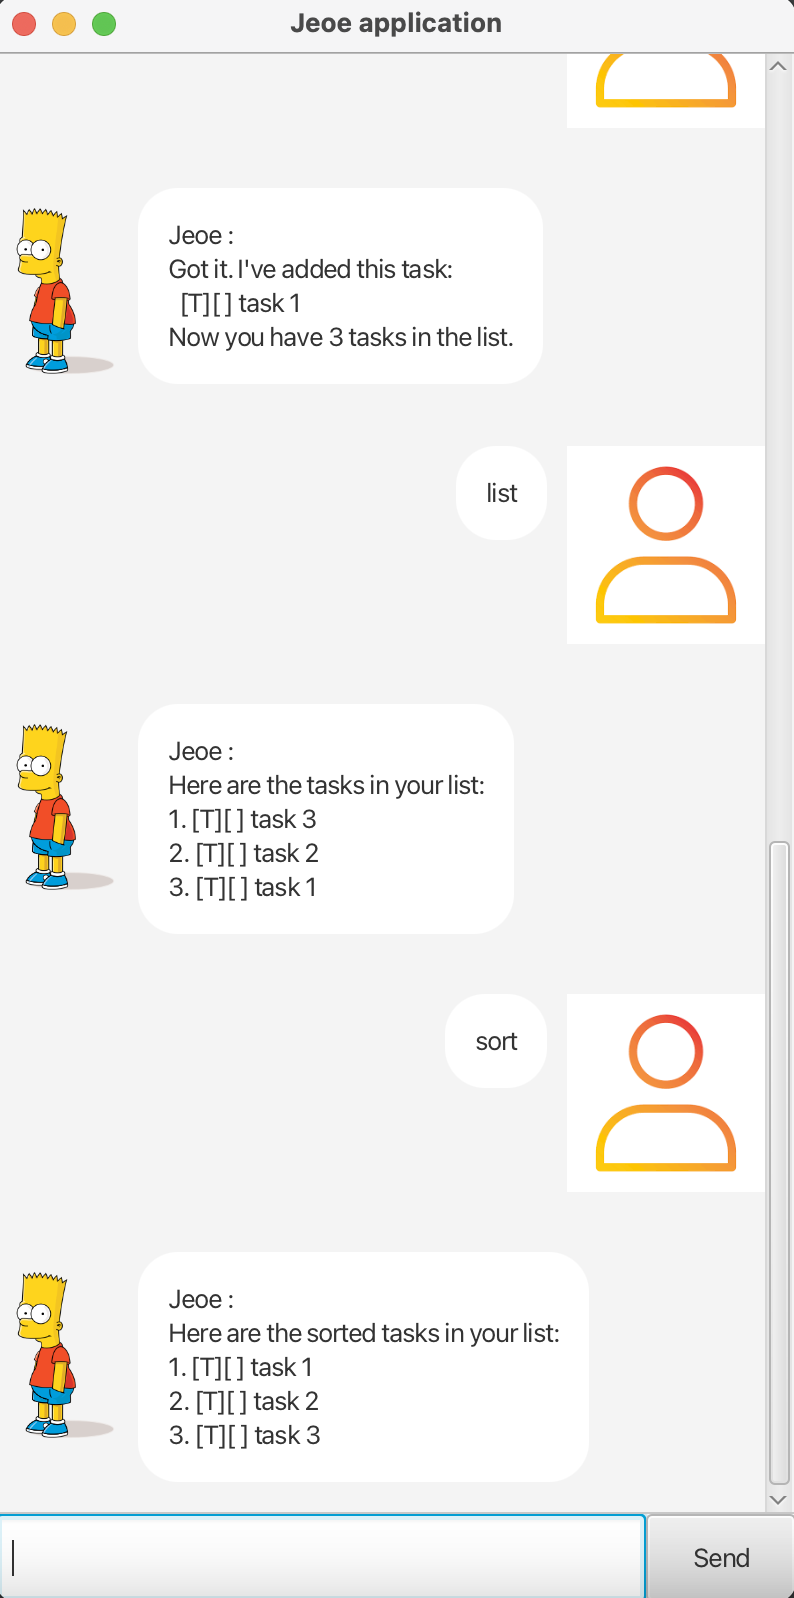 Jeoe application
Jeoe :
Got it. I've added this task:
[T][ ] task 1
Now you have 3 tasks in the list.
list
Jeoe :
Here are the tasks in your list:
1. [T][ ] task 3
2. [T][ ] task 2
3. [T][ ] task 1
sort
Jeoe :
Here are the sorted tasks in your list:
1. [T][ ] task 1
2. [T][ ] task 2
3. [T][ ] task 3
Send